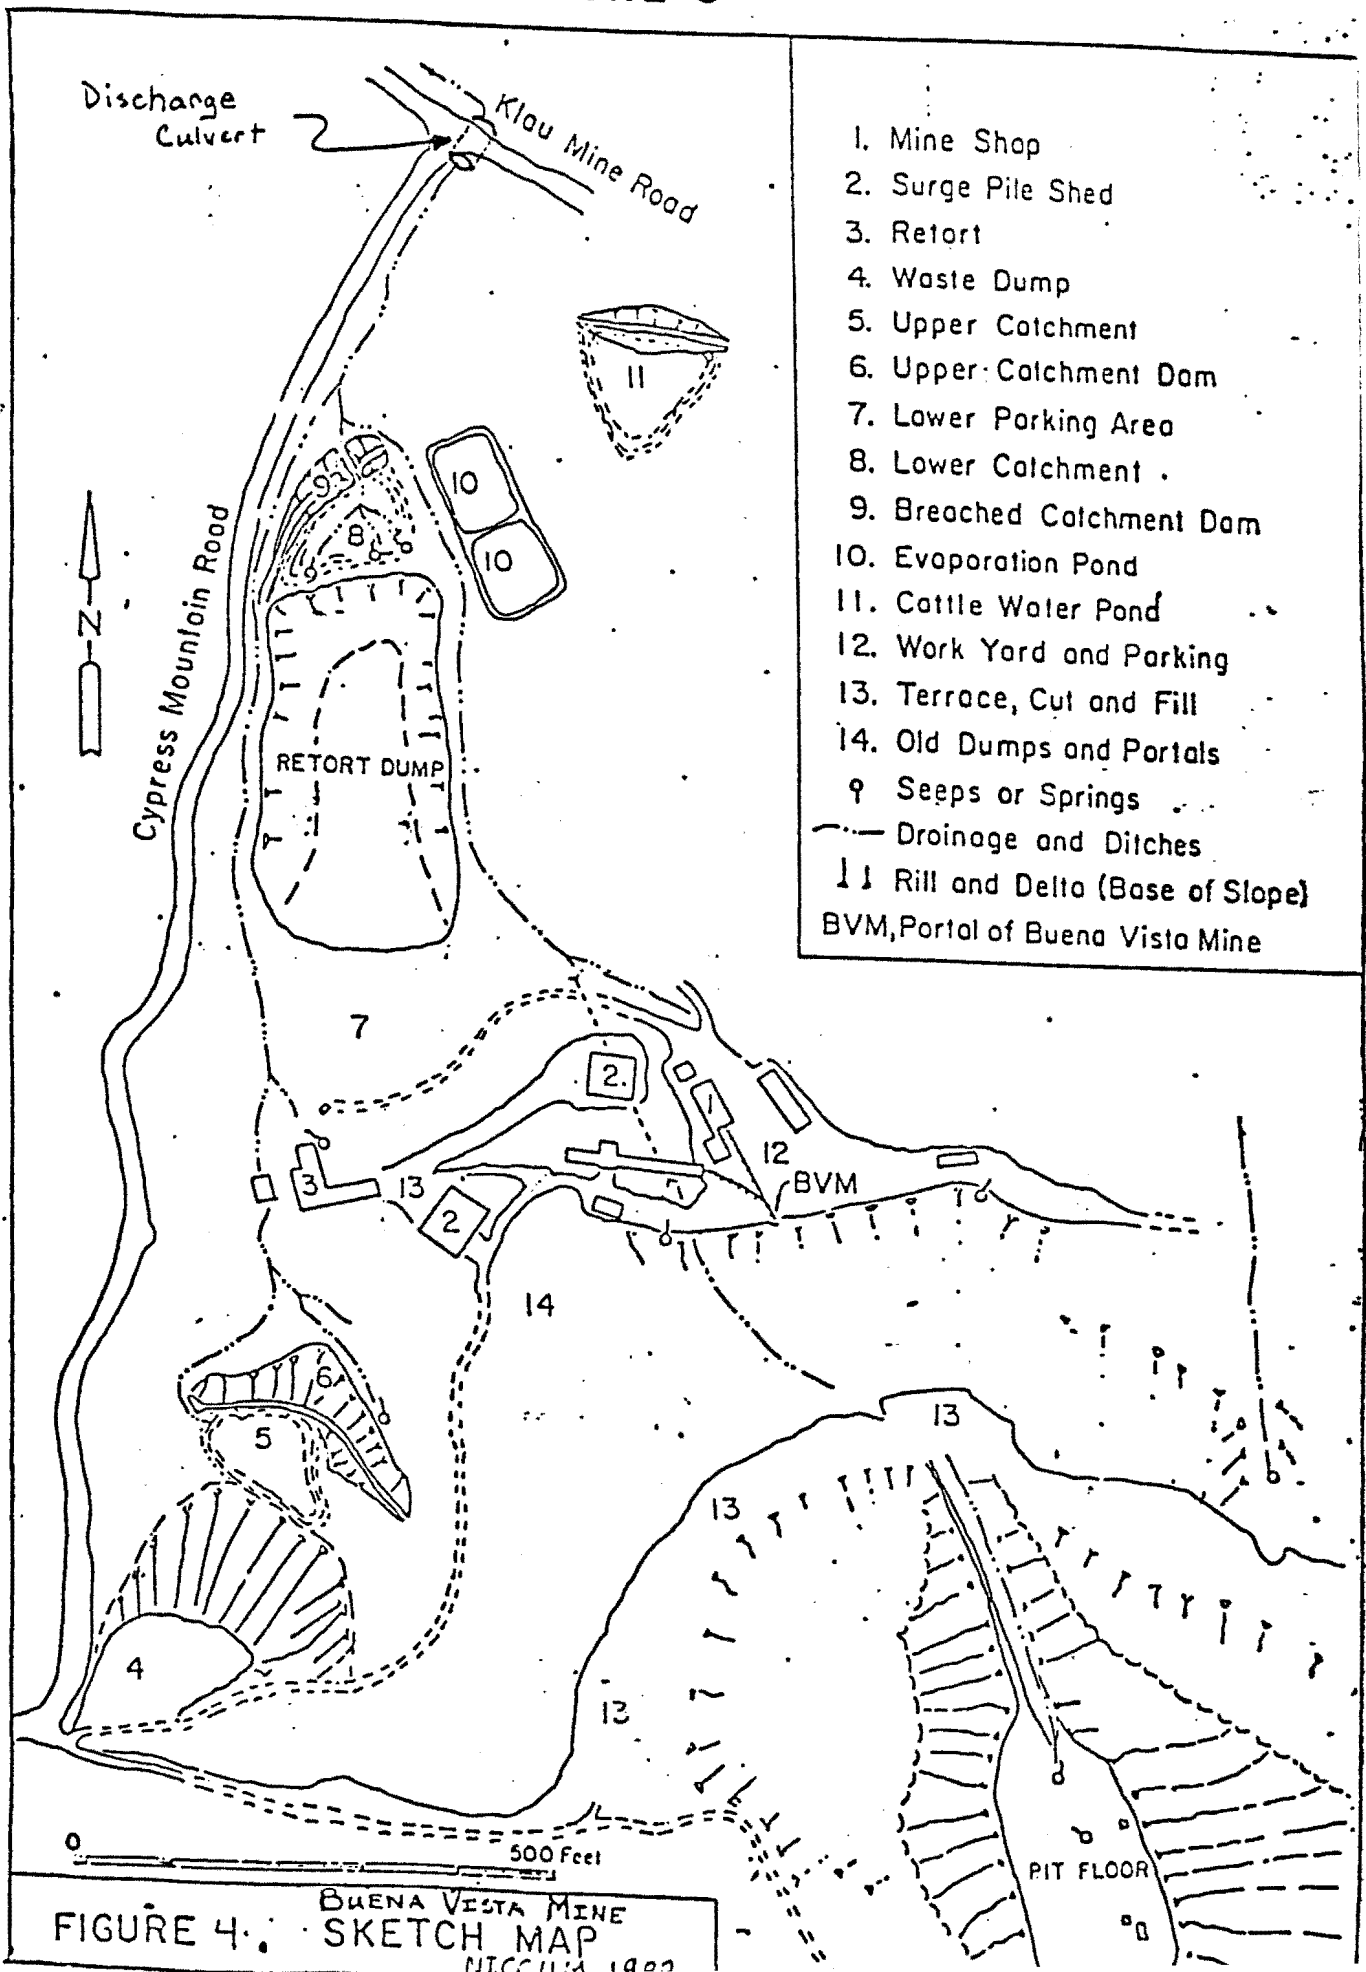 Discharge
Culvert
Klau Mine Road
1. Mine Shop
2. Surge Pile Shed
3. Retort
4. Waste Dump
5. Upper Catchment
6. Upper Catchment Dam
7. Lower Parking Area
8. Lower Catchment
9. Breached Catchment Dam
10. Evaporation Pond
11. Cattle Water Pond
12. Work Yard and Parking
13. Terrace, Cut and Fill
14. Old Dumps and Portals
Seeps or Springs
Drainage and Ditches
Rill and Delta (Base of Slope)
BVM, Portal of Buena Vista Mine
11
9
8
10
10
N
Cypress Mountain Road
RETORT DUMP
7
2.
1
12
3
13
2
1
BVM
14
6
5
13
13
4
13
PIT FLOOR
0
500 Feet
BUENA VISTA MINE
FIGURE 4. SKETCH MAP
1982